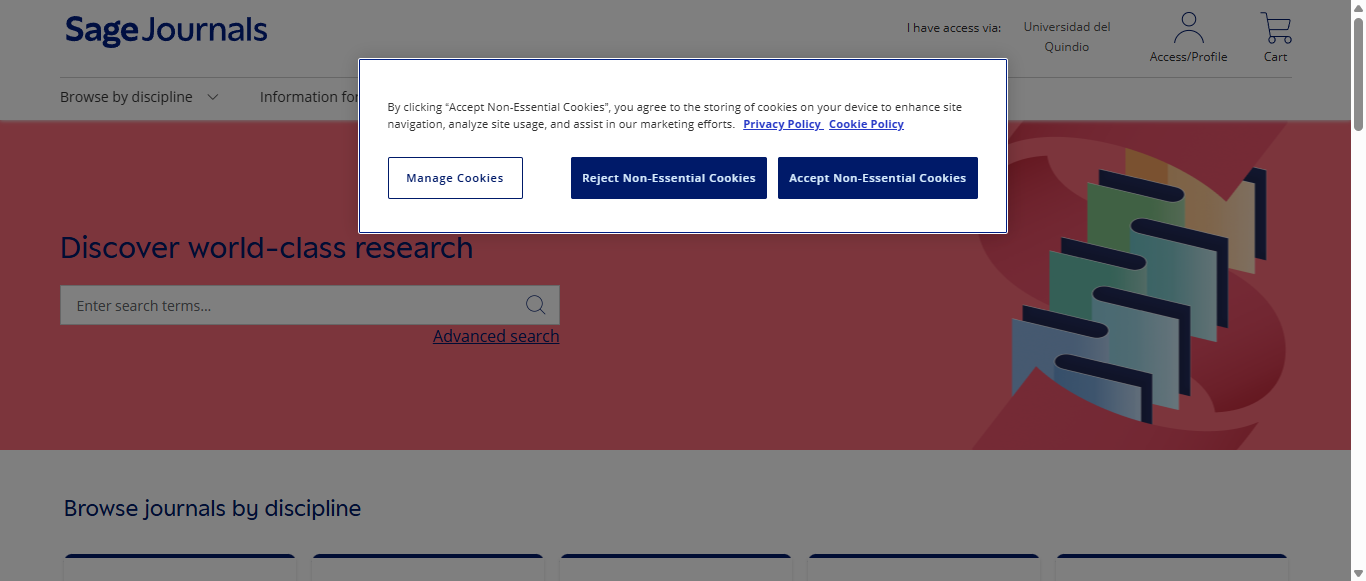 Sage Journals
I have access via:
Universidad del
Quindio
Access/Profile
Cart
Browse by discipline
Information for
By clicking “Accept Non-Essential Cookies”, you agree to the storing of cookies on your device to enhance site
navigation, analyze site usage, and assist in our marketing efforts. Privacy Policy Cookie Policy
Manage Cookies
Reject Non-Essential Cookies
Accept Non-Essential Cookies
Discover world-class research
Enter search terms...
Advanced search
Browse journals by discipline